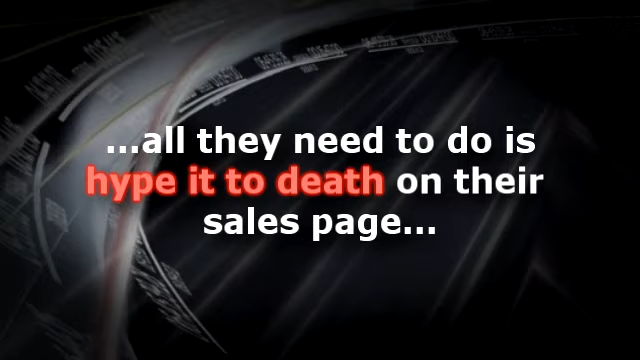 ...all they need to do is
hype it to death on their
sales page...